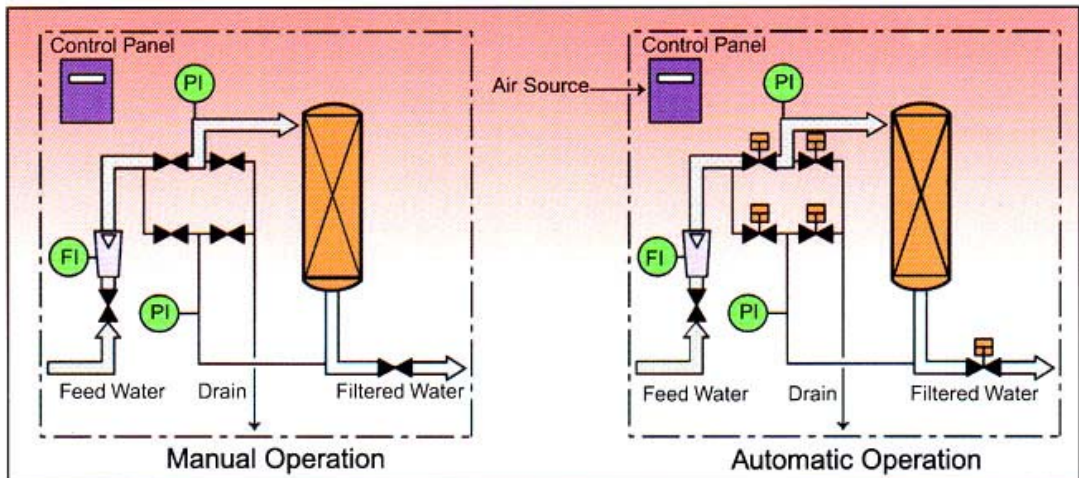 Control Panel
PI
FI
PI
Feed Water
Drain
Filtered Water
Manual Operation
Air Source
Control Panel
PI
FI
PI
Feed Water
Drain
Filtered Water
Automatic Operation